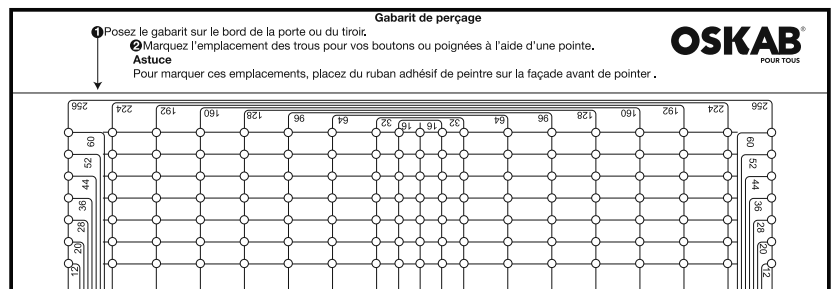 Gabarit de perçage
❶Posez le gabarit sur le bord de la porte ou du tiroir.
❷Marquez l'emplacement des trous pour vos boutons ou poignées à l'aide d'une pointe.
Astuce
Pour marquer ces emplacements, placez du ruban adhésif de peintre sur la façade avant de pointer .
OSKAB®
POUR TOUS
256 224 192 160 128 96 64 32 16 16 32 64 96 128 160 192 224 256
60 60
52 52
44 44
36 36
28 28
20 20
12 12